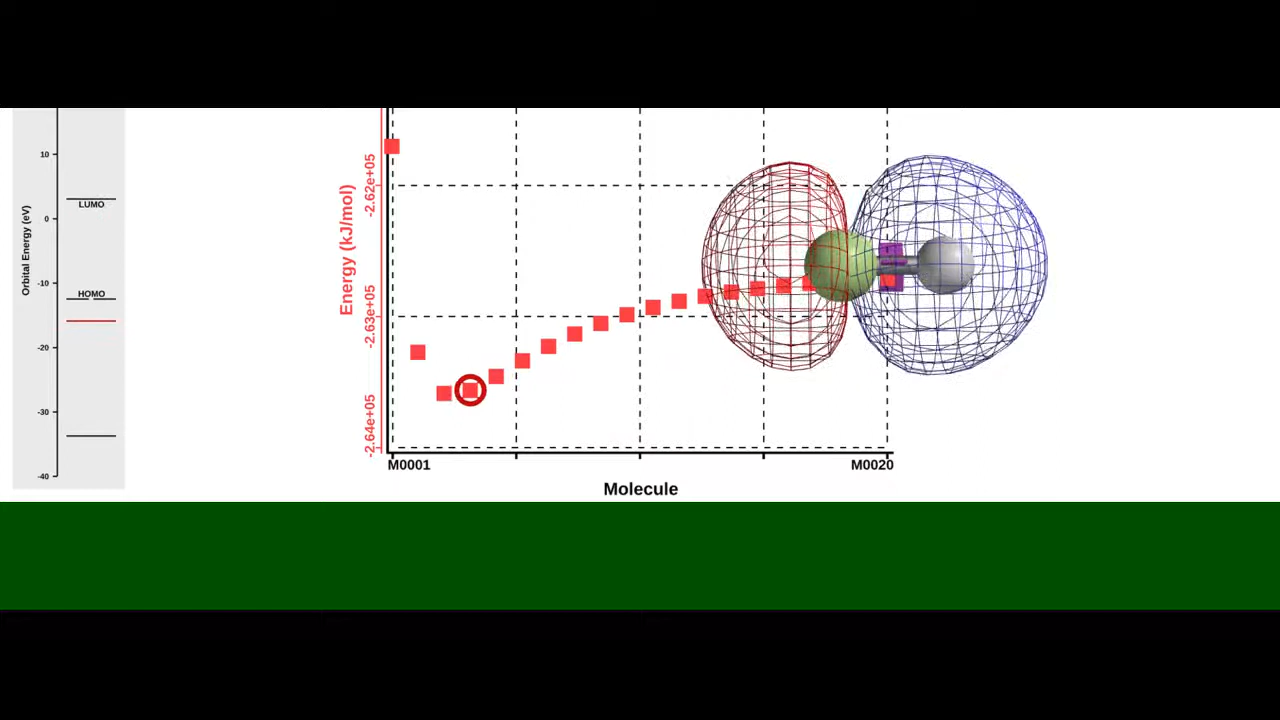 10
0
-10
-20
-30
-40
Orbital Energy (eV)
LUMO
HOMO
Energy (kJ/mol)
-2.62e+05
-2.63e+05
-2.64e+05
M0001
M0020
Molecule